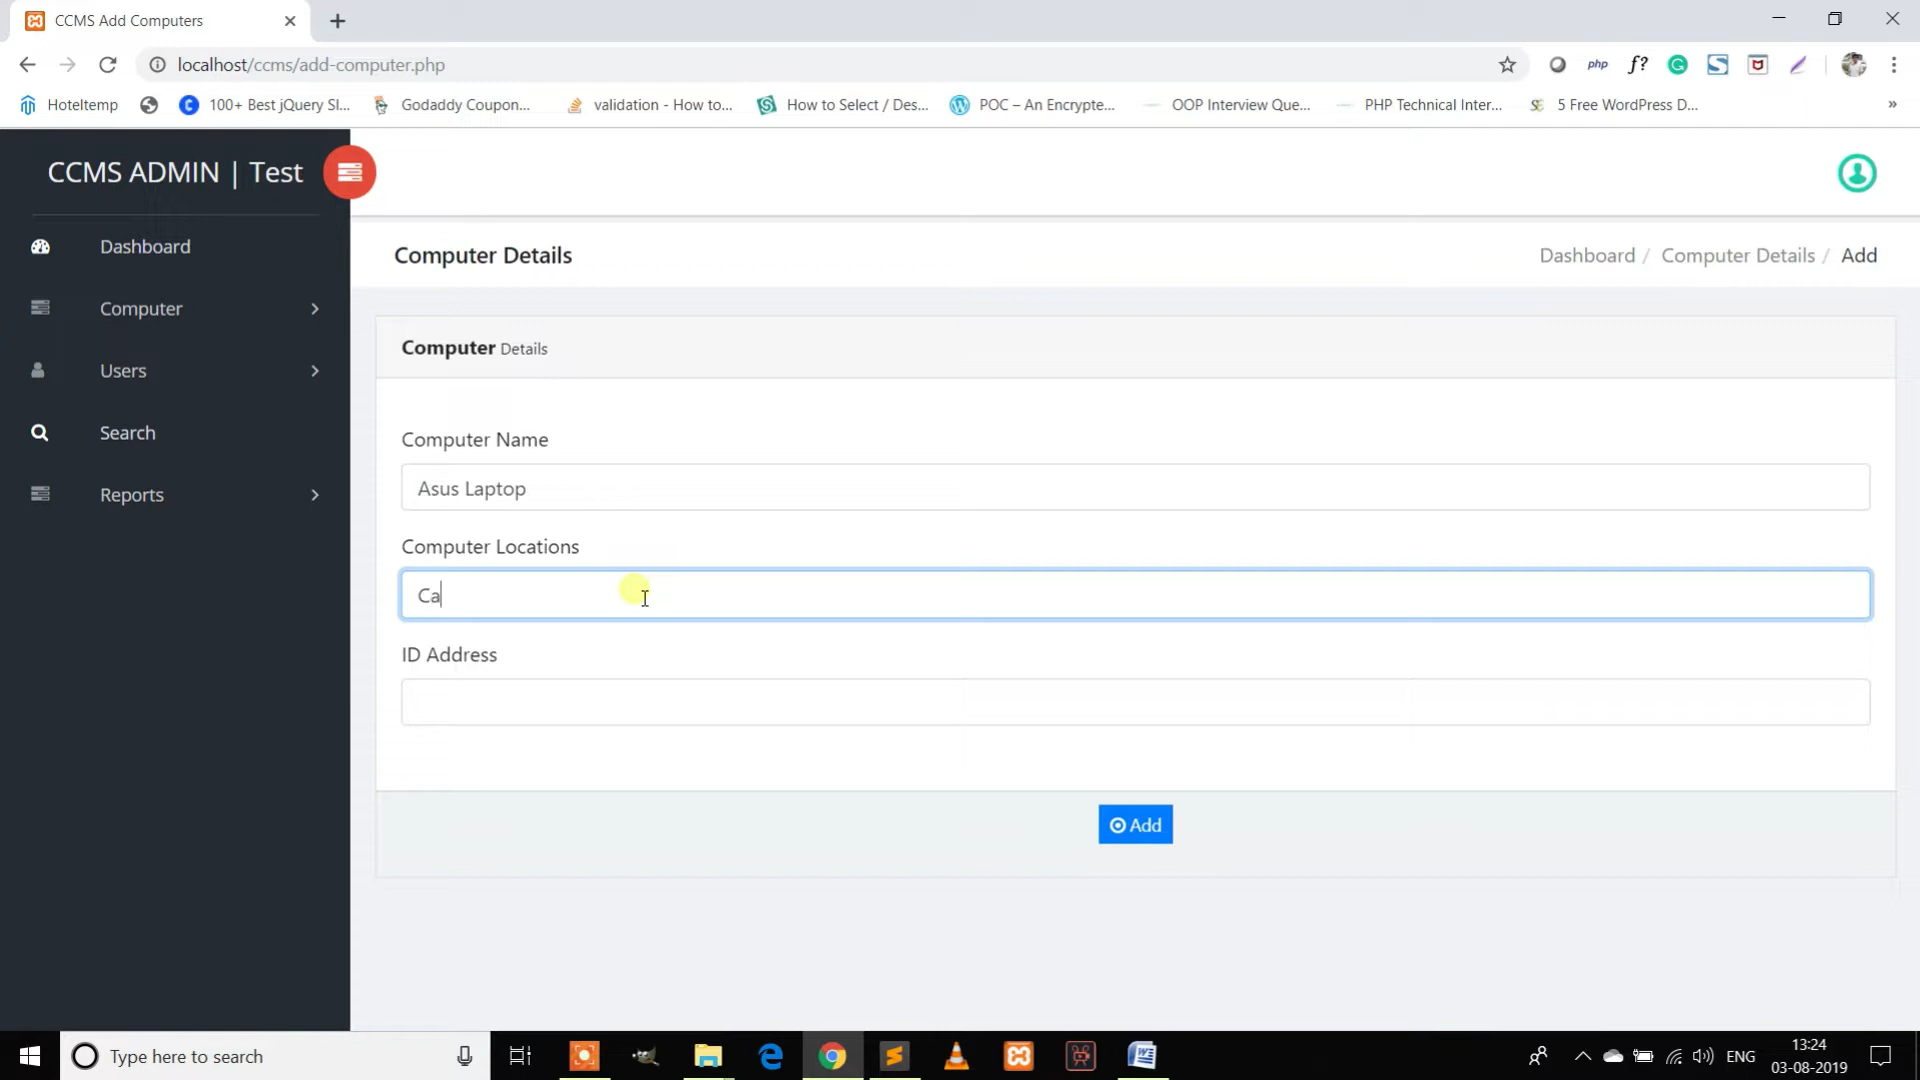 CCMS Add Computers
localhost/ccms/add-computer.php
php
f?
Hoteltemp
100+ Best jQuery Sl...
Godaddy Coupon...
validation - How to...
How to Select / Des...
POC – An Encrypte...
OOP Interview Que...
PHP Technical Inter...
5 Free WordPress D...
»
CCMS ADMIN | Test
Dashboard
Computer
Users
Search
Reports
Computer Details
Dashboard / Computer Details / Add
Computer Details
Computer Name
Asus Laptop
Computer Locations
Ca
ID Address
Add
Type here to search
ENG
13:24
03-08-2019